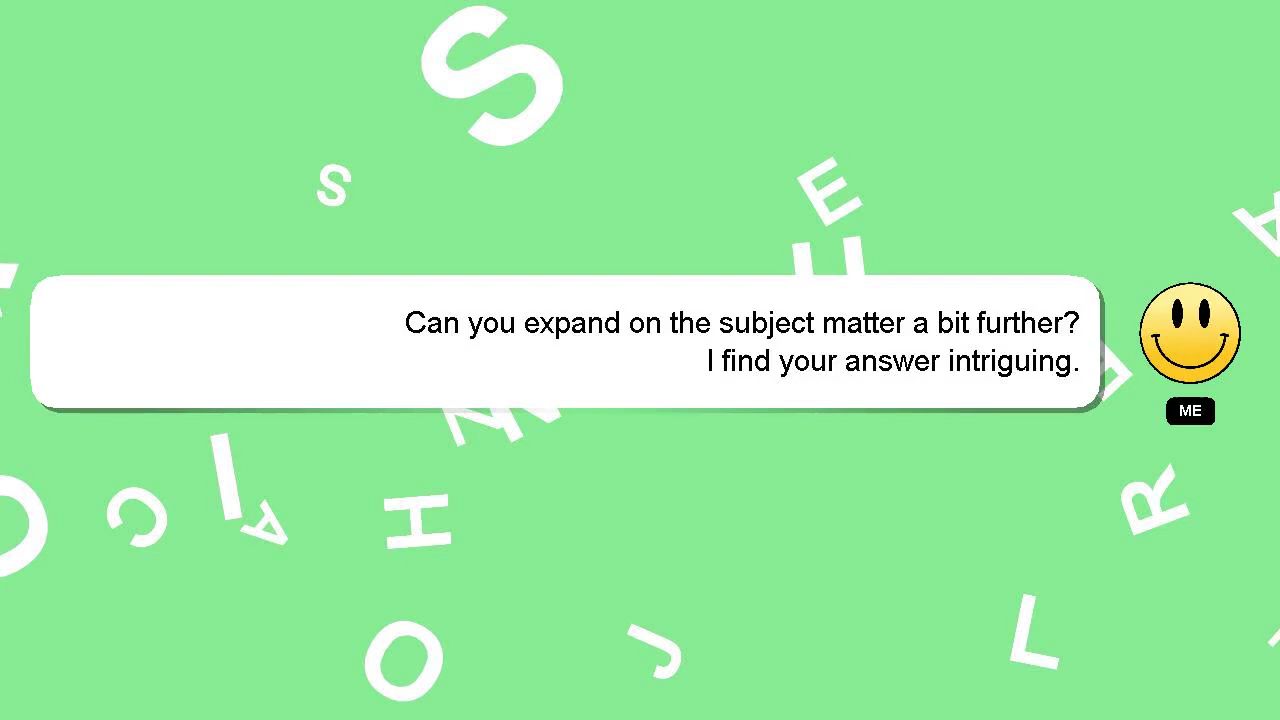 S
S
E
A
Can you expand on the subject matter a bit further?
I find your answer intriguing.
ME
N
I
C
A
H
R
O
J
L